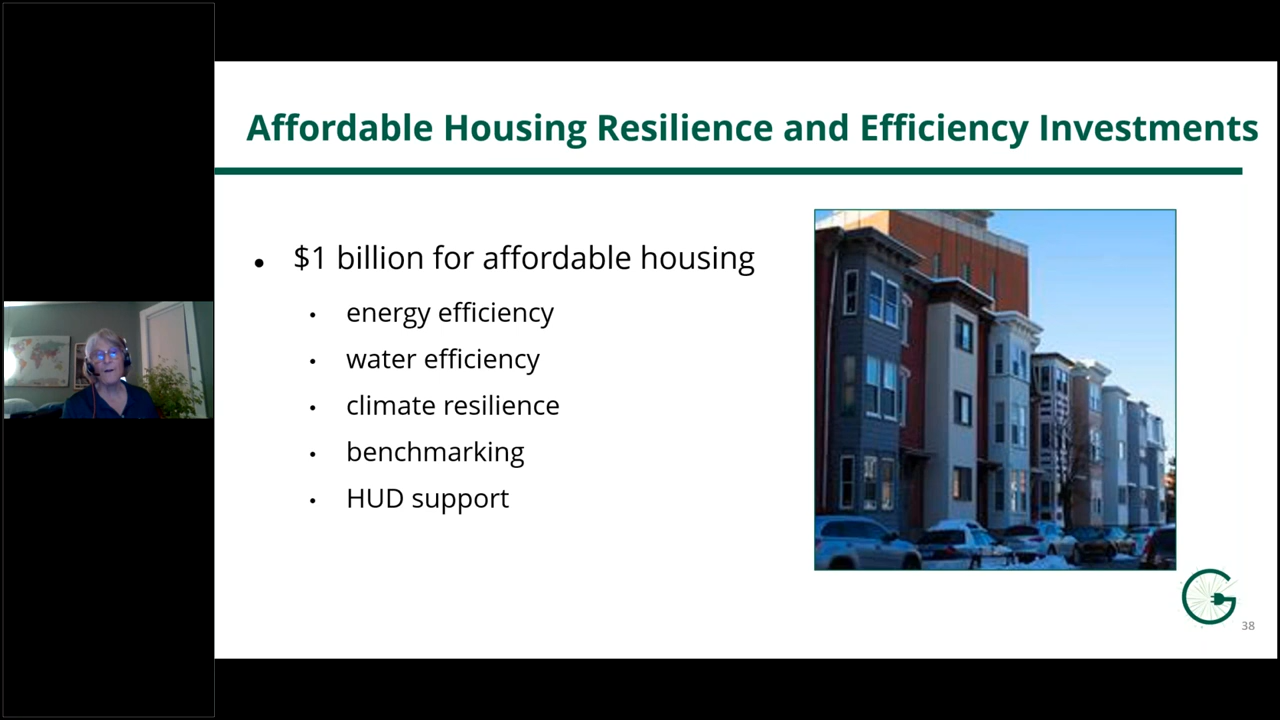 Affordable Housing Resilience and Efficiency Investments
• $1 billion for affordable housing
• energy efficiency
• water efficiency
• climate resilience
• benchmarking
• HUD support
G
38